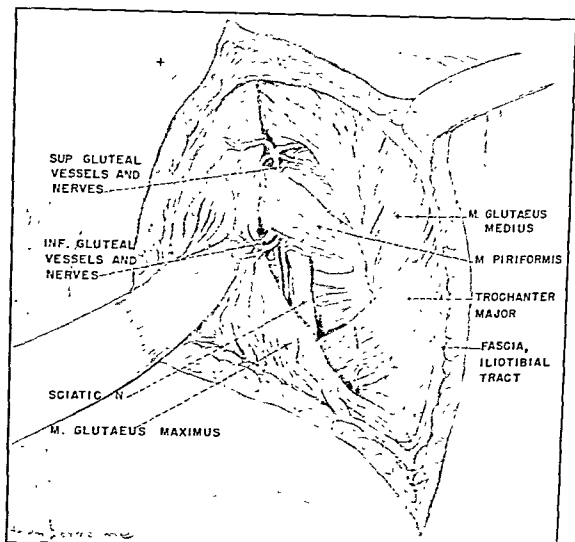 SUP GLUTEAL
VESSELS AND
NERVES
INF. GLUTEAL
VESSELS AND
NERVES
SCIATIC N
M. GLUTAEUS MAXIMUS
M. GLUTAEUS
MEDIUS
M PIRIFORMIS
TROCHANTER
MAJOR
FASCIA,
ILIOTIBIAL
TRACT